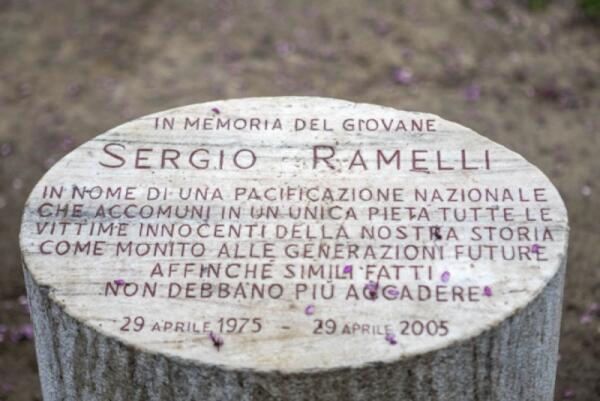 IN MEMORIA DEL GIOVANE
SERGIO RAMELLI
IN NOME DI UNA PACIFICAZIONE NAZIONALE
CHE ACCOMUNI IN UN'UNICA PIETÀ TUTTE LE
VITTIME INNOCENTI DELLA NOSTRA STORIA
COME MONITO ALLE GENERAZIONI FUTURE
AFFINCHÉ SIMILI FATTI
NON DEBBANO PIÙ ACCADERE
29 APRILE 1975 - 29 APRILE 2005